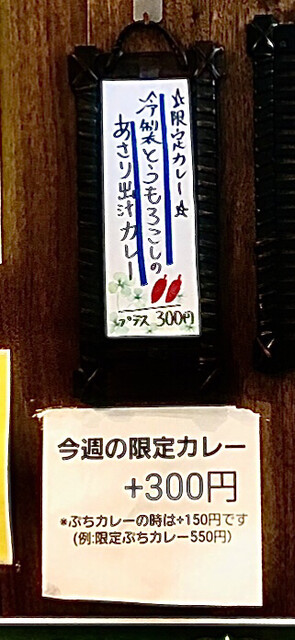 ☆限定カレー☆
冷製とうもろこしの
あさり出汁カレー
プラス 300円
今週の限定カレー
+300円
*ぷちカレーの時は+150円です
(例:限定ぷちカレー550円)